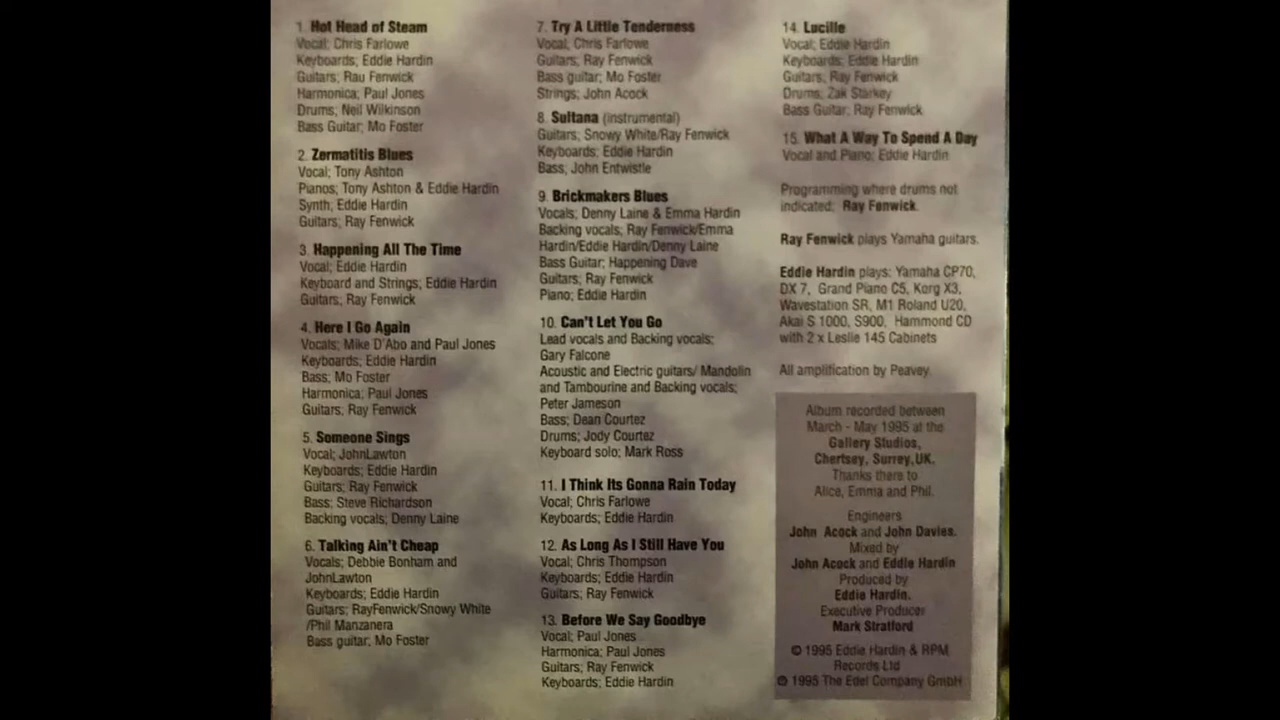 1. Hot Head of Steam
Vocal; Chris Farlowe
Keyboards; Eddie Hardin
Guitars; Rau Fenwick
Harmonica; Paul Jones
Drums; Neil Wilkinson
Bass Guitar; Mo Foster
2. Zermatitis Blues
Vocal; Tony Ashton
Pianos; Tony Ashton & Eddie Hardin
Synth; Eddie Hardin
Guitars; Ray Fenwick
3. Happening All The Time
Vocal; Eddie Hardin
Keyboard and Strings; Eddie Hardin
Guitars; Ray Fenwick
4. Here I Go Again
Vocals; Mike D'Abo and Paul Jones
Keyboards; Eddie Hardin
Bass; Mo Foster
Harmonica; Paul Jones
Guitars; Ray Fenwick
5. Someone Sings
Vocal; JohnLawton
Keyboards; Eddie Hardin
Guitars; Ray Fenwick
Bass; Steve Richardson
Backing vocals; Denny Laine
6. Talking Ain't Cheap
Vocals; Debbie Bonham and
JohnLawton
Keyboards; Eddie Hardin
Guitars; RayFenwick/Snowy White
/Phil Manzanera
Bass guitar; Mo Foster
7. Try A Little Tenderness
Vocal; Chris Farlowe
Guitars; Ray Fenwick
Bass guitar; Mo Foster
Strings; John Acock
8. Sultana (instrumental)
Guitars; Snowy White/Ray Fenwick
Keyboards; Eddie Hardin
Bass; John Entwistle
9. Brickmakers Blues
Vocals; Denny Laine & Emma Hardin
Backing vocals; Ray Fenwick/Emma
Hardin/Eddie Hardin/Denny Laine
Bass Guitar; Happening Dave
Guitars; Ray Fenwick
Piano; Eddie Hardin
10. Can't Let You Go
Lead vocals and Backing vocals;
Gary Falcone
Acoustic and Electric guitars/ Mandolin
and Tambourine and Backing vocals;
Peter Jameson
Bass; Dean Courtez
Drums; Jody Courtez
Keyboard solo; Mark Ross
11. I Think Its Gonna Rain Today
Vocal; Chris Farlowe
Keyboards; Eddie Hardin
12. As Long As I Still Have You
Vocal; Chris Thompson
Keyboards; Eddie Hardin
Guitars; Ray Fenwick
13. Before We Say Goodbye
Vocal; Paul Jones
Harmonica; Paul Jones
Guitars; Ray Fenwick
Keyboards; Eddie Hardin
14. Lucille
Vocal; Eddie Hardin
Keyboards; Eddie Hardin
Guitars; Ray Fenwick
Drums; Zak Starkey
Bass Guitar; Ray Fenwick
15. What A Way To Spend A Day
Vocal and Piano; Eddie Hardin
Programming where drums not
indicated; Ray Fenwick.
Ray Fenwick plays Yamaha guitars.
Eddie Hardin plays: Yamaha CP70,
DX 7, Grand Piano C5, Korg X3,
Wavestation SR, M1 Roland U20,
Akai S 1000, S900, Hammond CD
with 2 x Leslie 145 Cabinets
All amplification by Peavey.
Album recorded between
March - May 1995 at the
Gallery Studios,
Chertsey, Surrey,UK.
Thanks there to
Alice, Emma and Phil.
Engineers
John Acock and John Davies.
Mixed by
John Acock and Eddie Hardin
Produced by
Eddie Hardin.
Executive Producer
Mark Stratford
© 1995 Eddie Hardin & RPM
Records Ltd
℗ 1995 The Edel Company GmbH